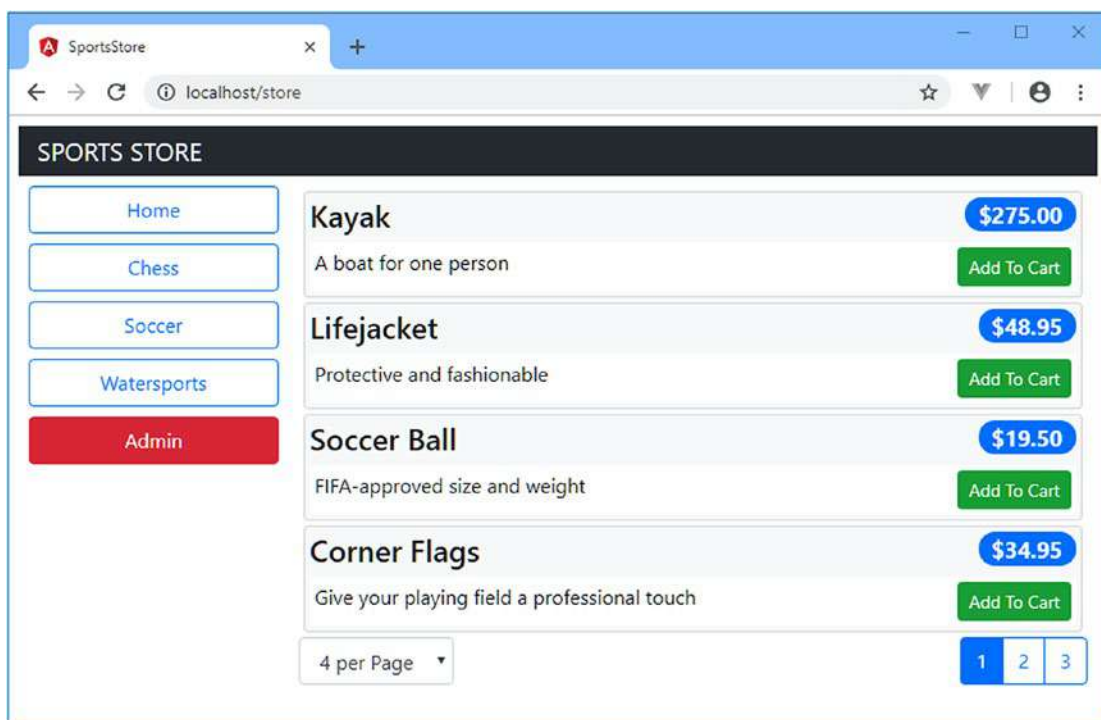 SportsStore
localhost/store
SPORTS STORE
Home
Chess
Soccer
Watersports
Admin
Kayak
$275.00
A boat for one person
Add To Cart
Lifejacket
$48.95
Protective and fashionable
Add To Cart
Soccer Ball
$19.50
FIFA-approved size and weight
Add To Cart
Corner Flags
$34.95
Give your playing field a professional touch
Add To Cart
4 per Page
1 2 3